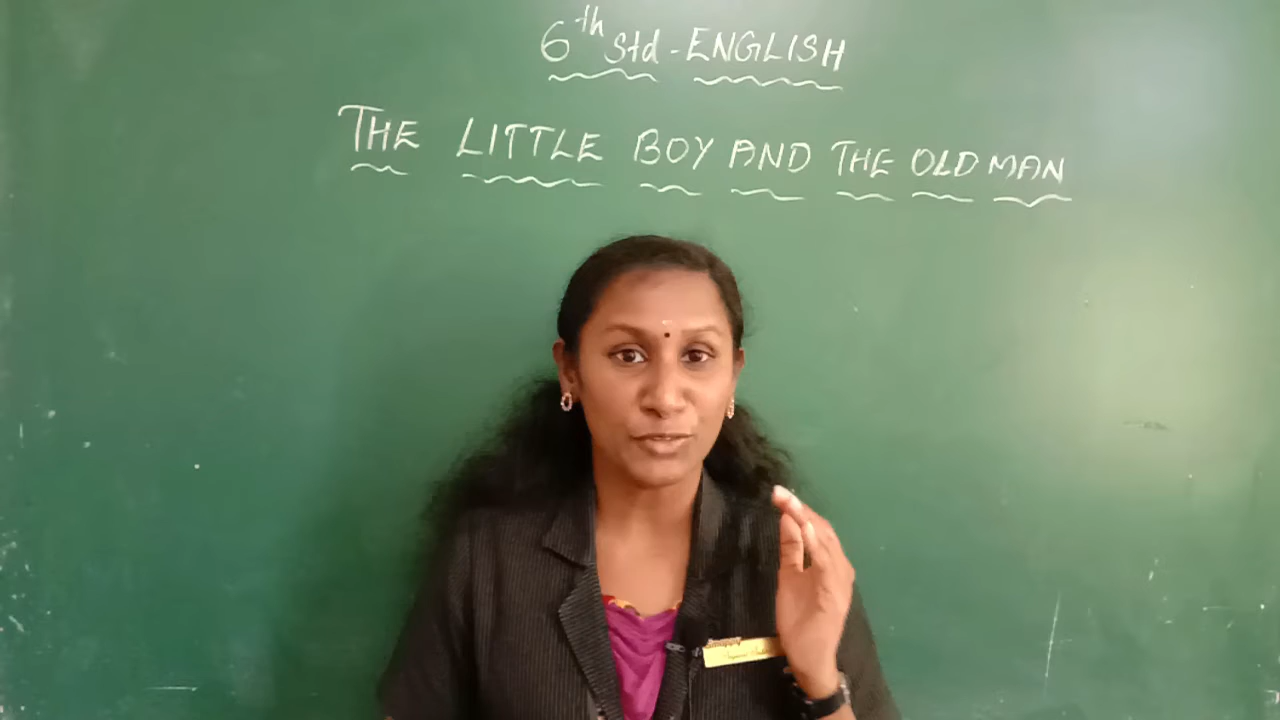 6th Std - ENGLISH
THE LITTLE BOY AND THE OLD MAN